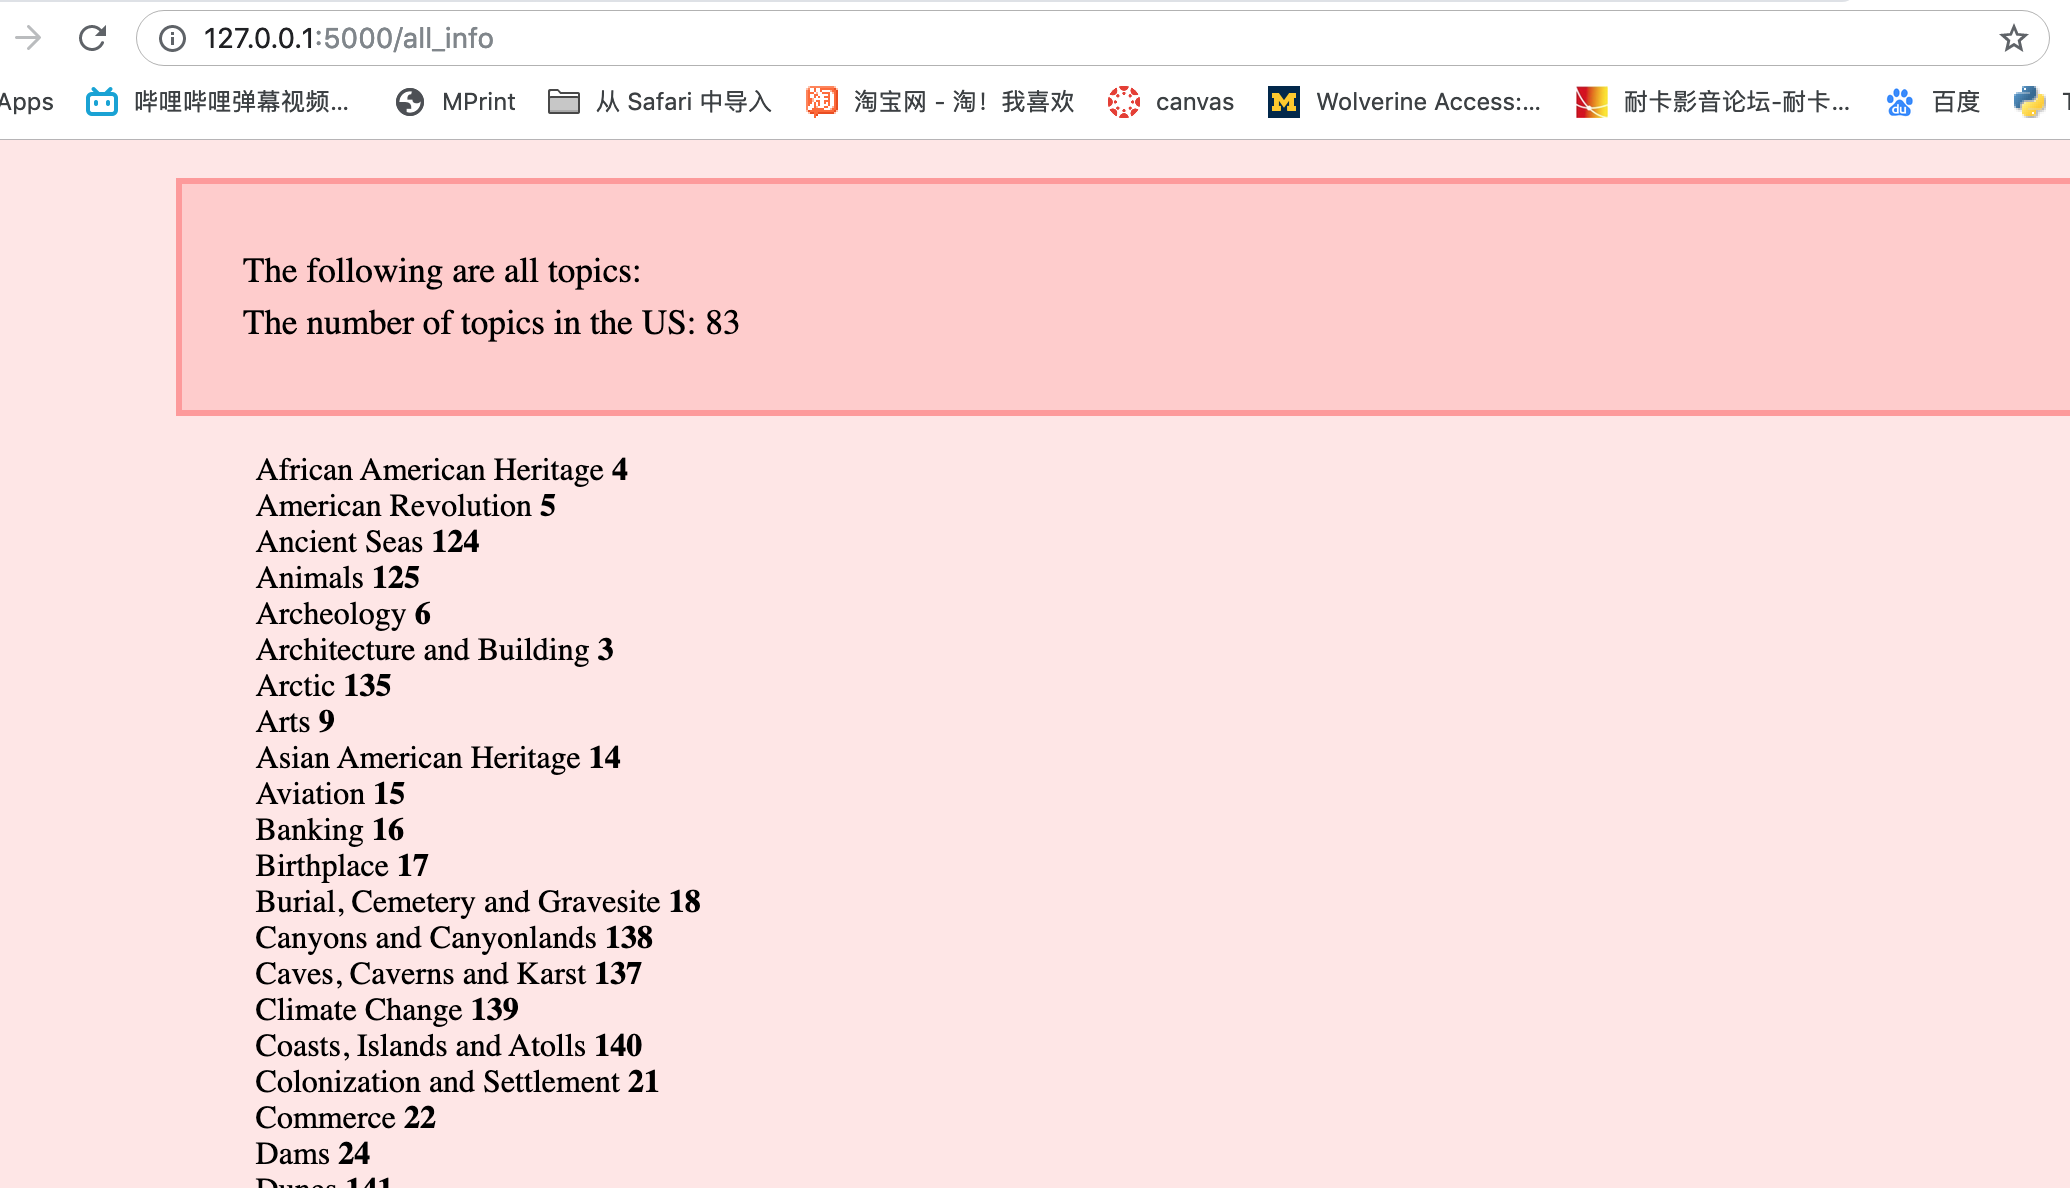 127.0.0.1:5000/all_info
Apps 哔哩哔哩弹幕视频... MPrint 从 Safari 中导入 淘 淘宝网 - 淘！我喜欢 canvas M Wolverine Access:... 耐卡影音论坛-耐卡... du 百度
The following are all topics:
The number of topics in the US: 83
African American Heritage 4
American Revolution 5
Ancient Seas 124
Animals 125
Archeology 6
Architecture and Building 3
Arctic 135
Arts 9
Asian American Heritage 14
Aviation 15
Banking 16
Birthplace 17
Burial, Cemetery and Gravesite 18
Canyons and Canyonlands 138
Caves, Caverns and Karst 137
Climate Change 139
Coasts, Islands and Atolls 140
Colonization and Settlement 21
Commerce 22
Dams 24
Dunes 141